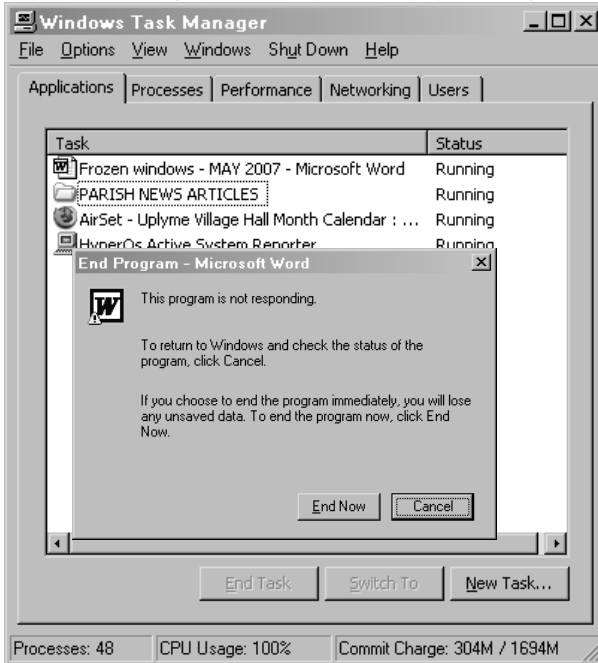 Windows Task Manager
File Options View Windows Shut Down Help
Applications Processes Performance Networking Users
Task Status
Frozen windows - MAY 2007 - Microsoft Word Running
PARISH NEWS ARTICLES Running
AirSet - Uplyme Village Hall Month Calendar : ... Running
HyperOs Active System Reporter Running
End Program - Microsoft Word
This program is not responding.
To return to Windows and check the status of the
program, click Cancel.
If you choose to end the program immediately, you will lose
any unsaved data. To end the program now, click End
Now.
End Now Cancel
End Task Switch To New Task...
Processes: 48 CPU Usage: 100% Commit Charge: 304M / 1694M